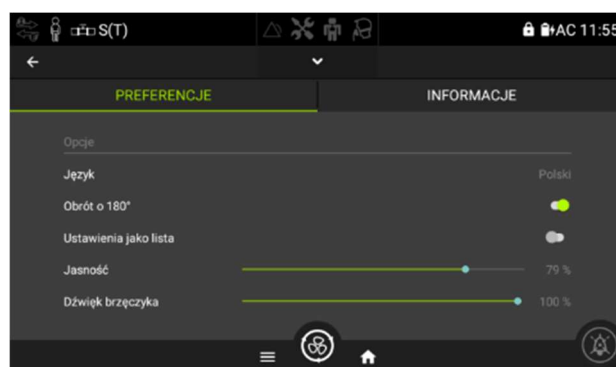 S(T) AC 11:55
PREFERENCJE INFORMACJE
Opcje
Język Polski
Obrót o 180°
Ustawienia jako lista
Jasność 79 %
Dźwięk brzęczyka 100 %